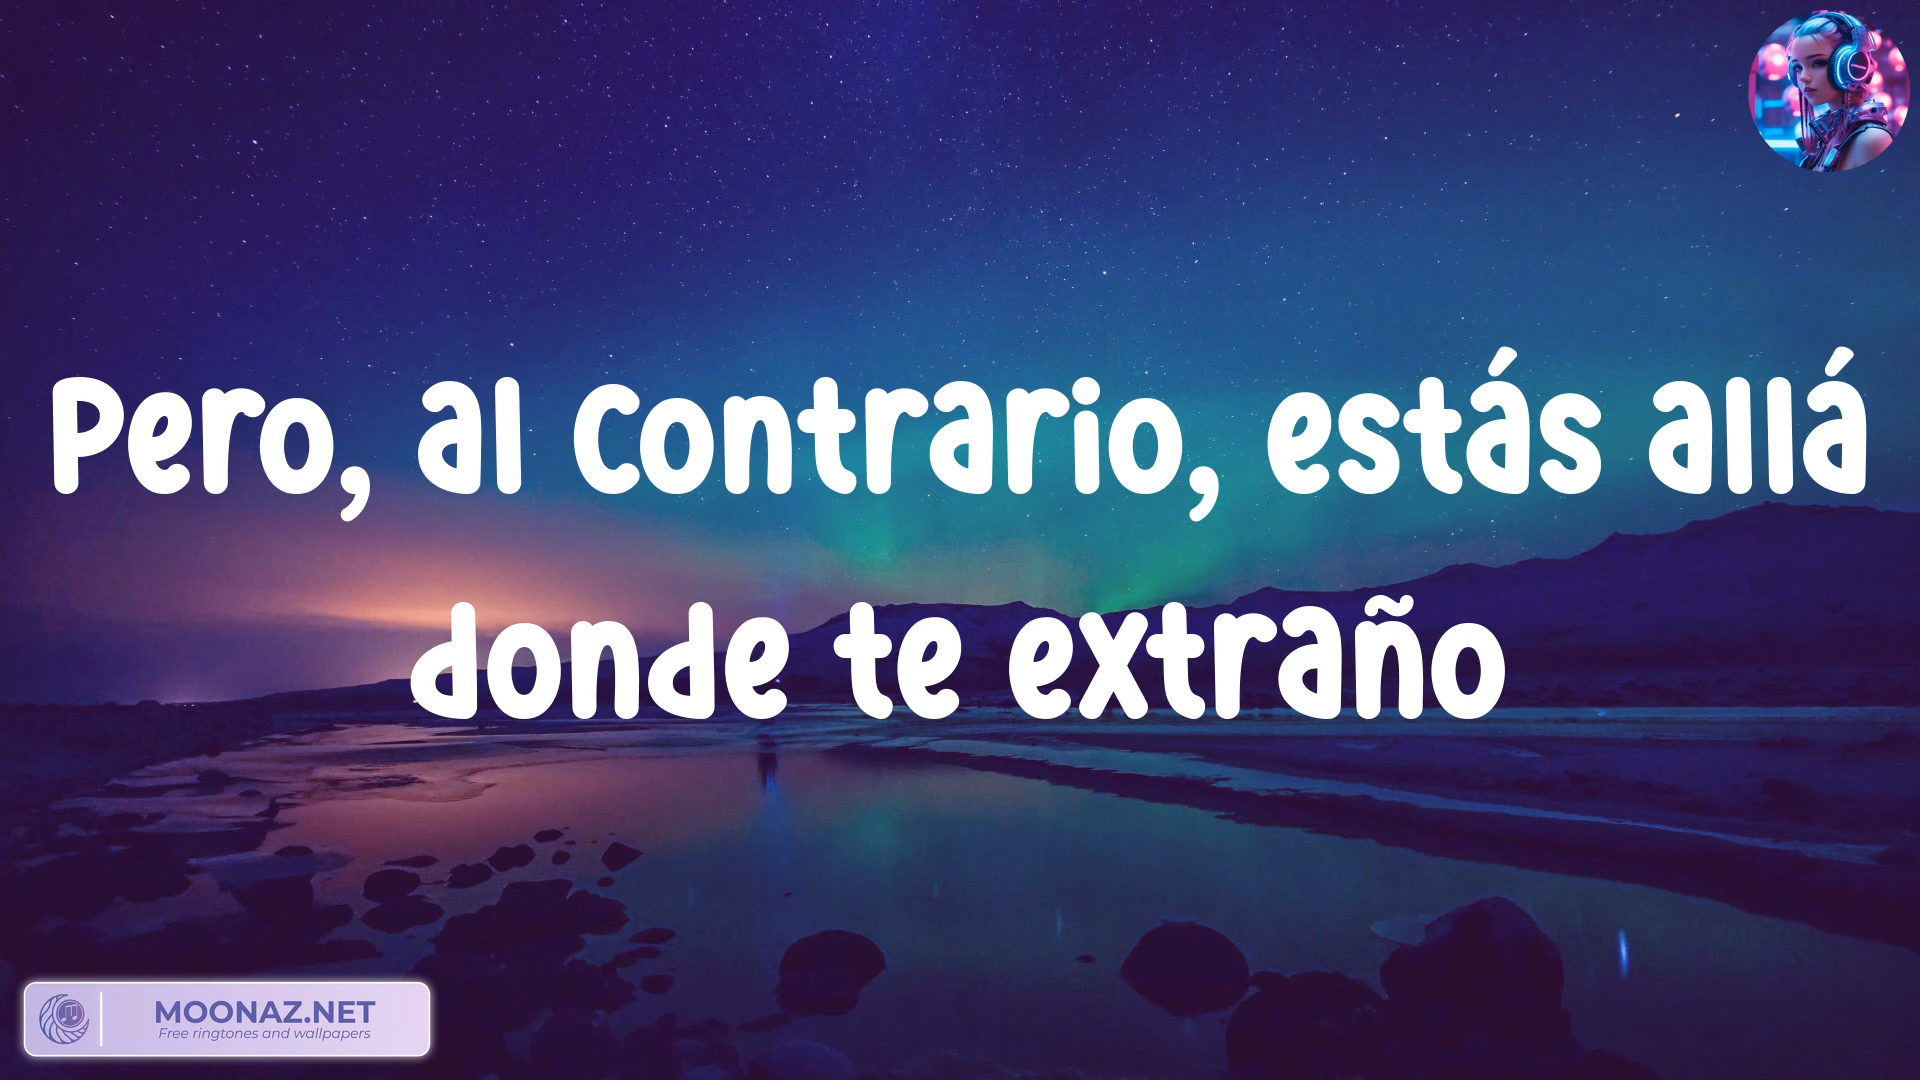 Pero, al contrario, estás allá
donde te extraño
MOONAZ.NET
Free ringtones and wallpapers